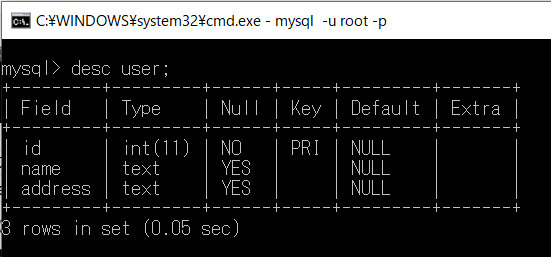 C:¥WINDOWS¥system32¥cmd.exe - mysql  -u root -p
mysql> desc user;
+---------+---------+------+-----+---------+-------+
| Field   | Type    | Null | Key | Default | Extra |
+---------+---------+------+-----+---------+-------+
| id      | int(11) | NO   | PRI | NULL    |       |
| name    | text    | YES  |     | NULL    |       |
| address | text    | YES  |     | NULL    |       |
+---------+---------+------+-----+---------+-------+
3 rows in set (0.05 sec)